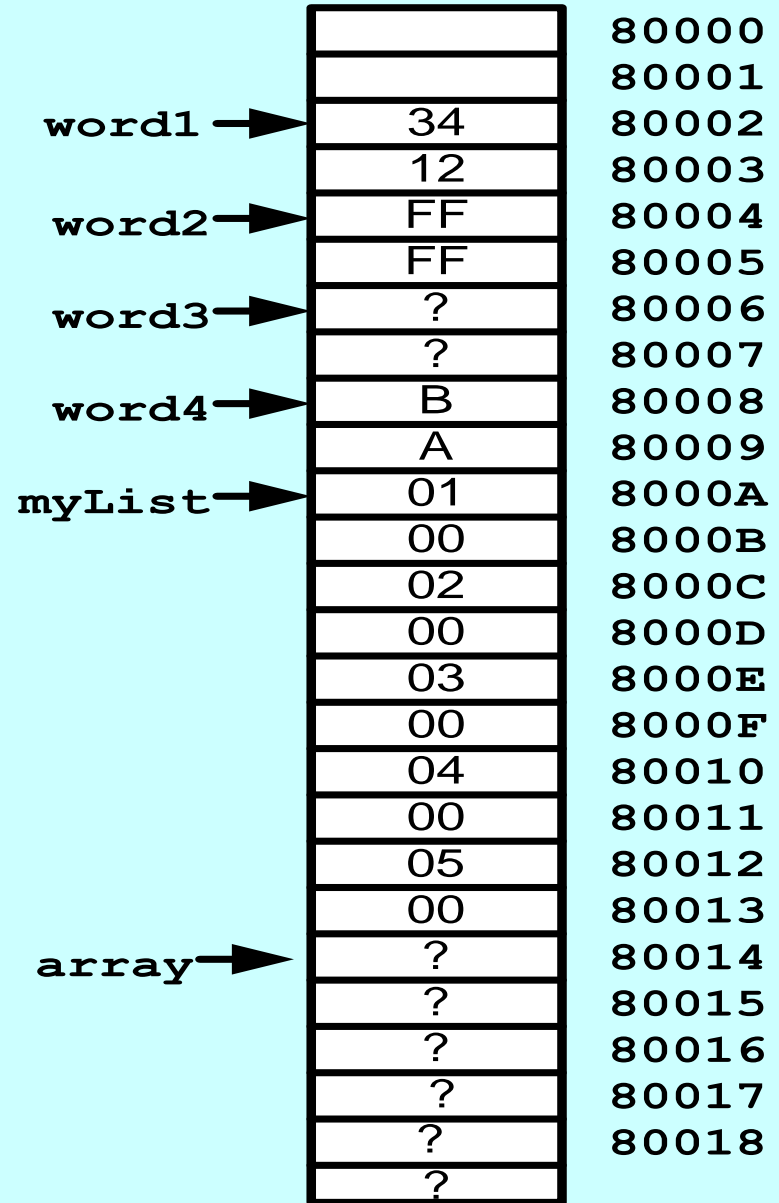 80000
80001
word1 34 80002
12 80003
word2 FF 80004
FF 80005
word3 ? 80006
? 80007
word4 B 80008
A 80009
myList 01 8000A
00 8000B
02 8000C
00 8000D
03 8000E
00 8000F
04 80010
00 80011
05 80012
00 80013
array ? 80014
? 80015
? 80016
? 80017
? 80018
?